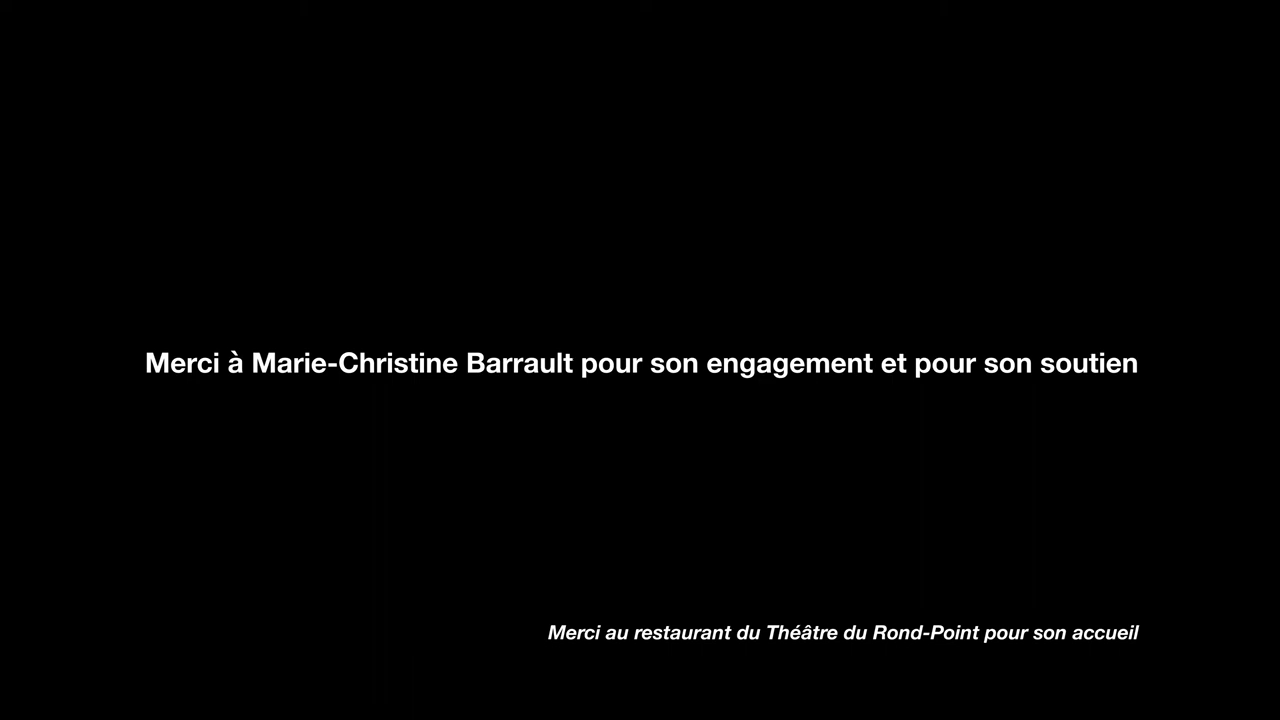 Merci à Marie-Christine Barrault pour son engagement et pour son soutien
Merci au restaurant du Théâtre du Rond-Point pour son accueil